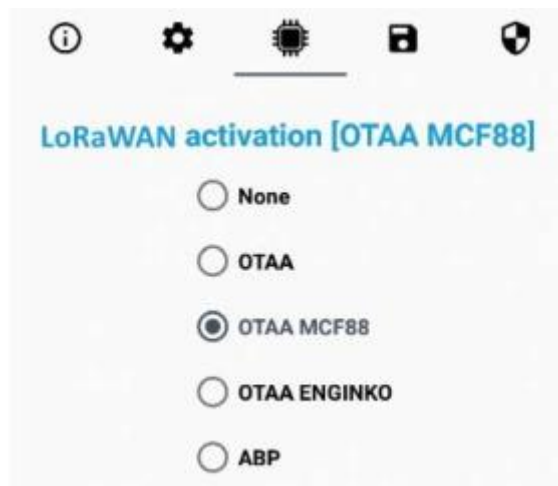 LoRaWAN activation [OTAA MCF88]
None
OTAA
OTAA MCF88
OTAA ENGINKO
ABP